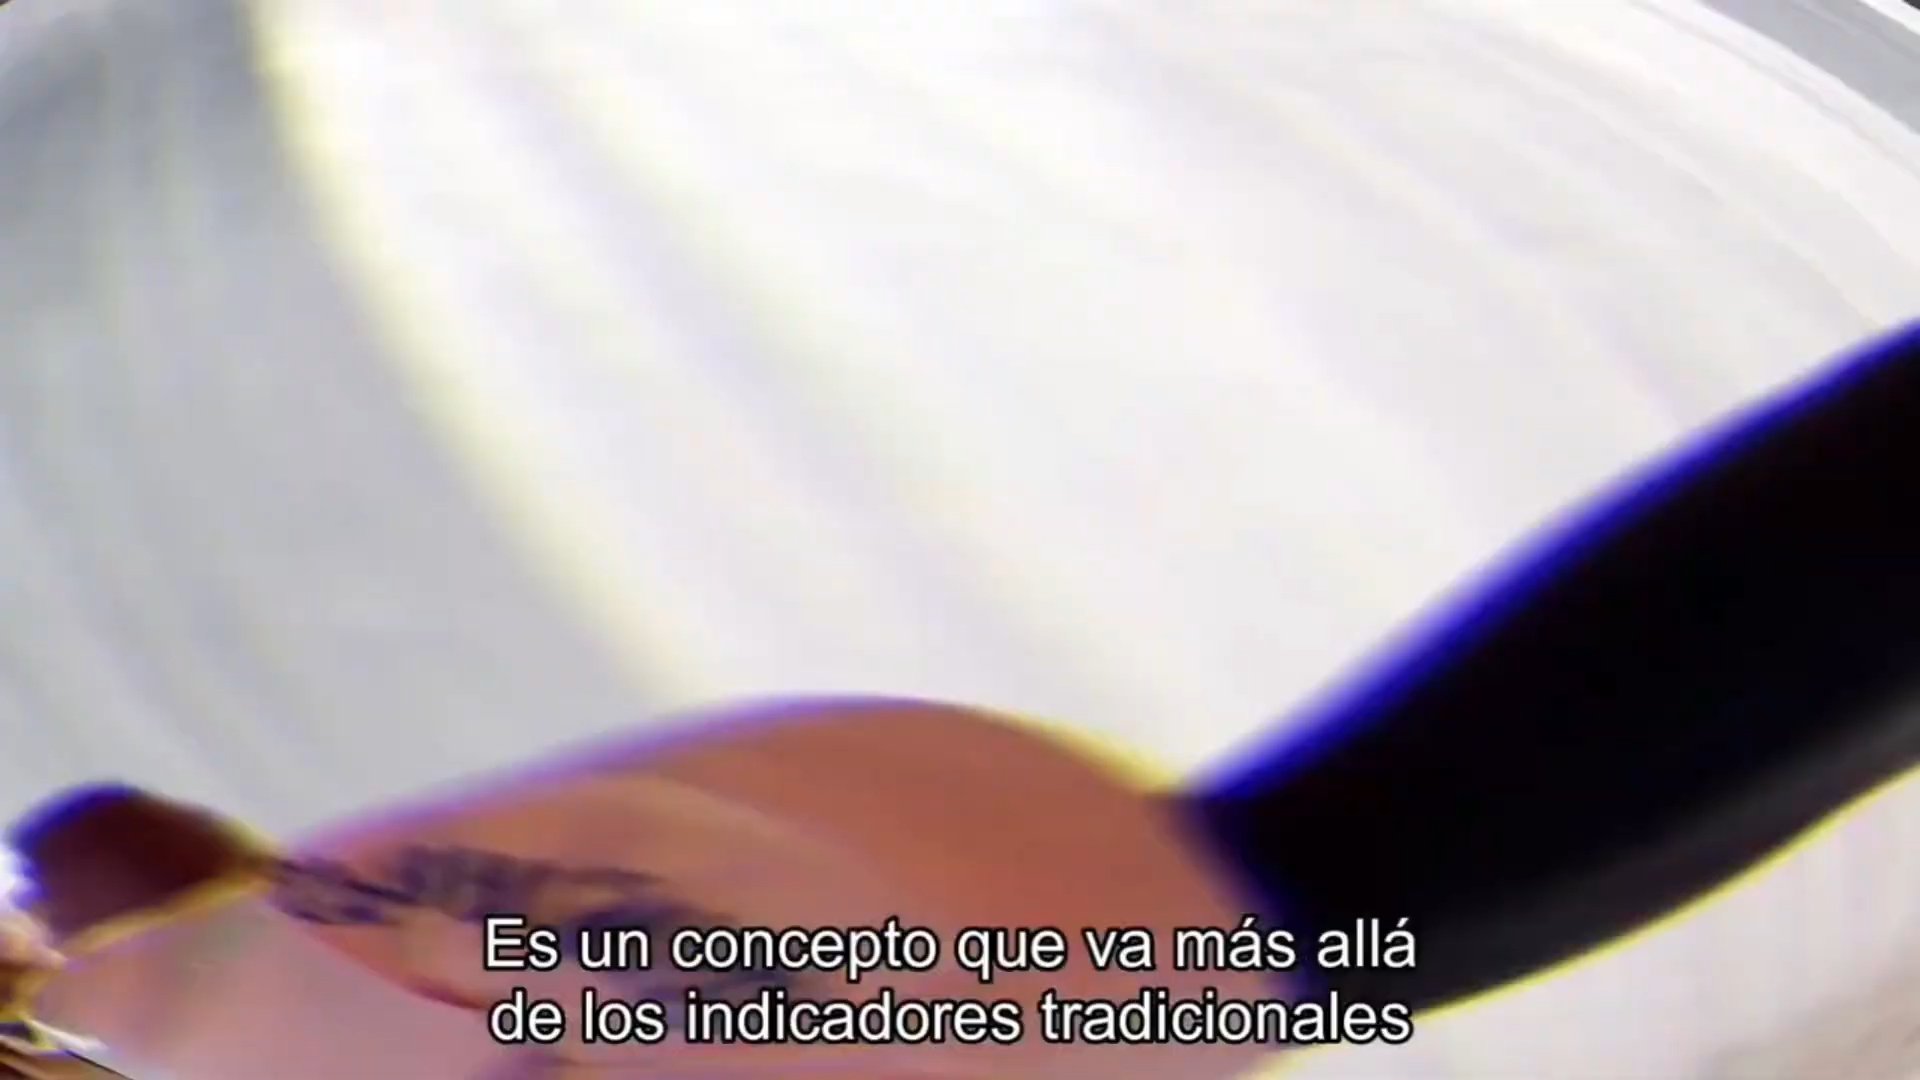 Es un concepto que va más allá
de los indicadores tradicionales